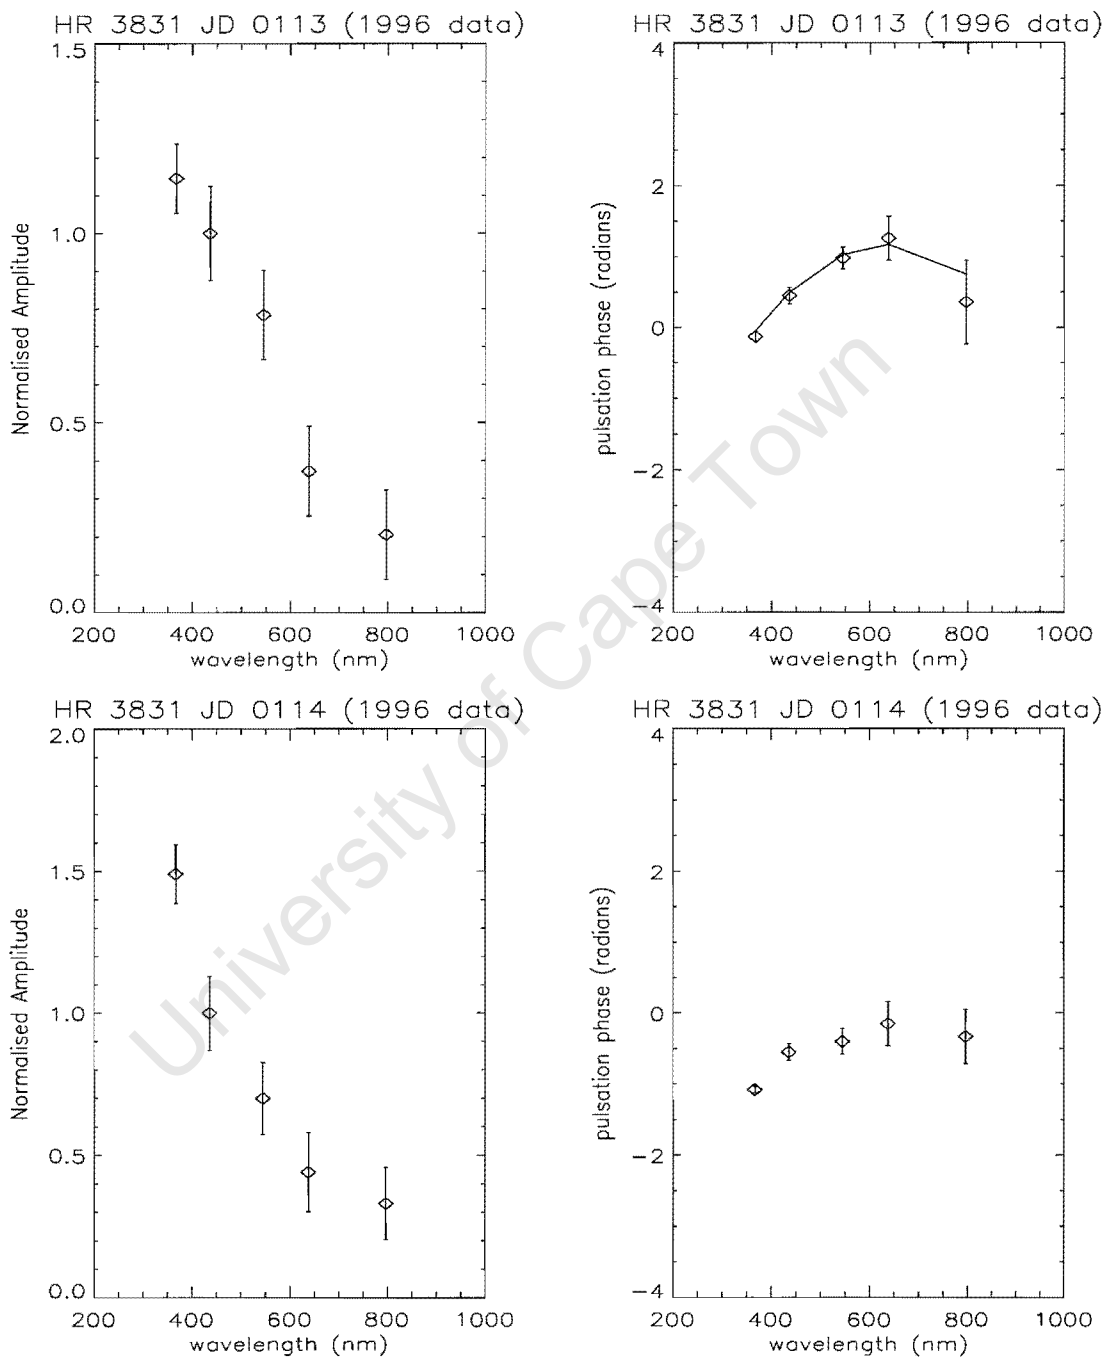 HR 3831 JD 0113 (1996 data)
1.5
1.0
0.5
0.0
Normalised Amplitude
200 400 600 800 1000
wavelength (nm)
HR 3831 JD 0113 (1996 data)
4
2
0
−2
−4
pulsation phase (radians)
200 400 600 800 1000
wavelength (nm)
HR 3831 JD 0114 (1996 data)
2.0
1.5
1.0
0.5
0.0
Normalised Amplitude
200 400 600 800 1000
wavelength (nm)
HR 3831 JD 0114 (1996 data)
4
2
0
−2
−4
pulsation phase (radians)
200 400 600 800 1000
wavelength (nm)
University of Cape Town